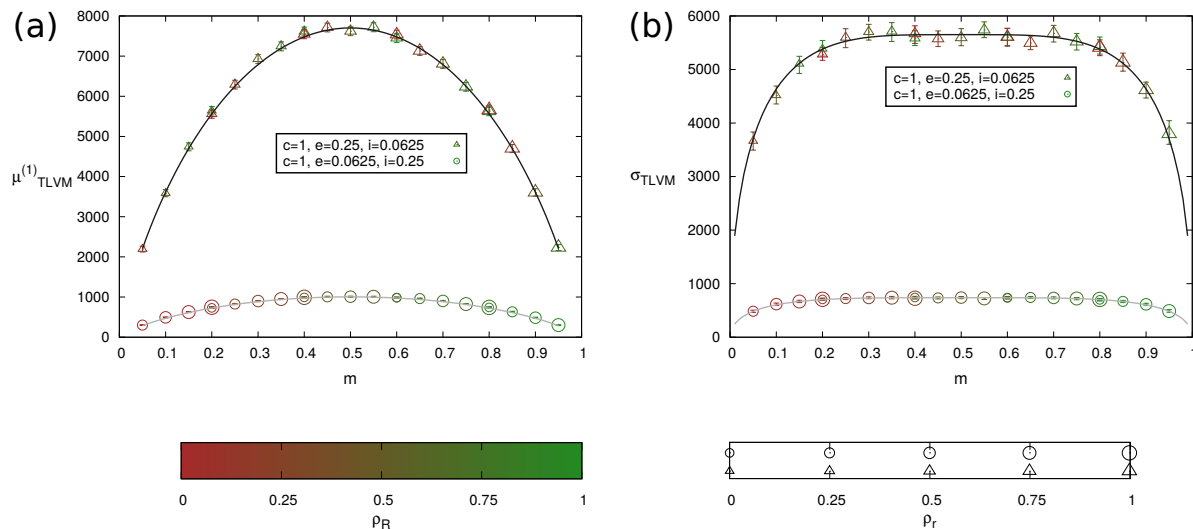 (a)
8000
7000
6000
5000
4000
3000
2000
1000
0
μ(1)TLVM
c=1, e=0.25, i=0.0625
c=1, e=0.0625, i=0.25
0 0.1 0.2 0.3 0.4 0.5 0.6 0.7 0.8 0.9 1
m
(b)
6000
5000
4000
3000
2000
1000
0
σTLVM
c=1, e=0.25, i=0.0625
c=1, e=0.0625, i=0.25
0 0.1 0.2 0.3 0.4 0.5 0.6 0.7 0.8 0.9 1
m
0 0.25 0.5 0.75 1
ρR
0 0.25 0.5 0.75 1
ρr